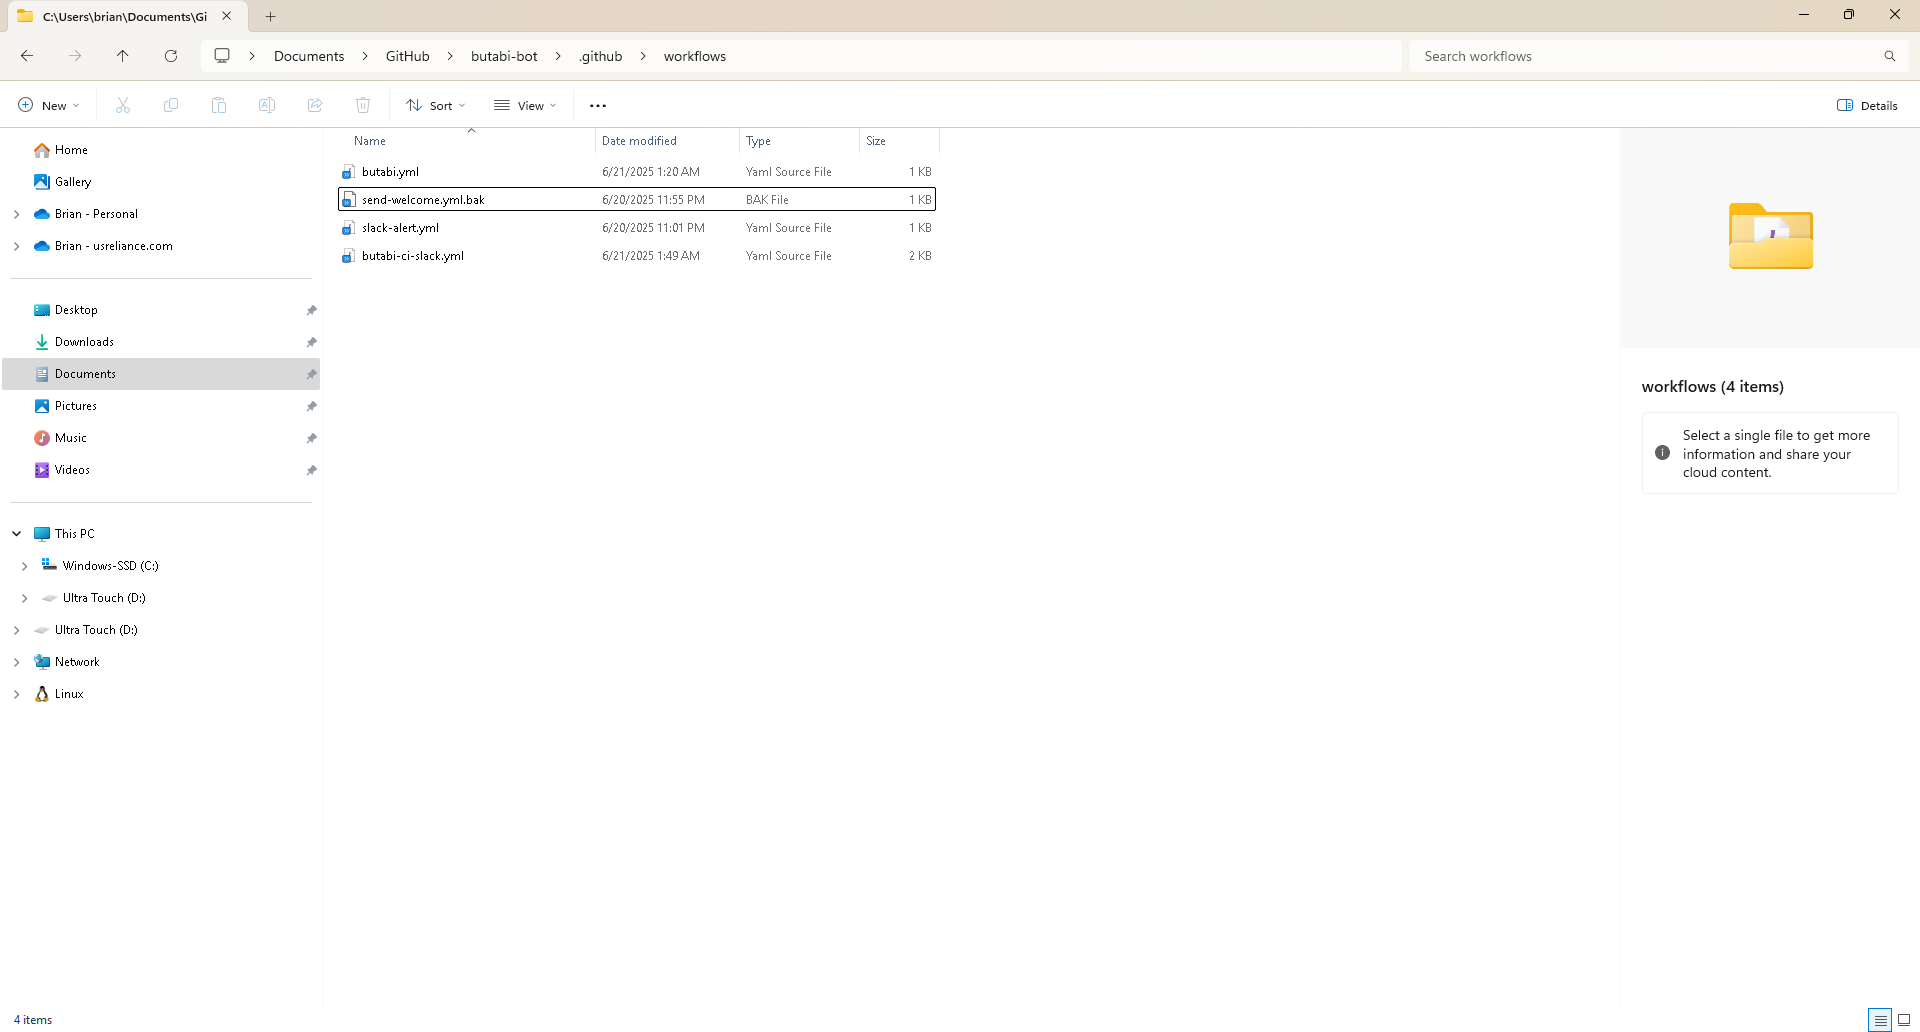 C:\Users\brian\Documents\Gi
Documents
GitHub
butabi-bot
.github
workflows
Search workflows
New
Sort
View
Details
Home
Gallery
Brian - Personal
Brian - usreliance.com
Desktop
Downloads
Documents
Pictures
Music
Videos
This PC
Windows-SSD (C:)
Ultra Touch (D:)
Ultra Touch (D:)
Network
Linux
Name Date modified Type Size
butabi.yml 6/21/2025 1:20 AM Yaml Source File 1 KB
send-welcome.yml.bak 6/20/2025 11:55 PM BAK File 1 KB
slack-alert.yml 6/20/2025 11:01 PM Yaml Source File 1 KB
butabi-ci-slack.yml 6/21/2025 1:49 AM Yaml Source File 2 KB
workflows (4 items)
Select a single file to get more
information and share your
cloud content.
4 items